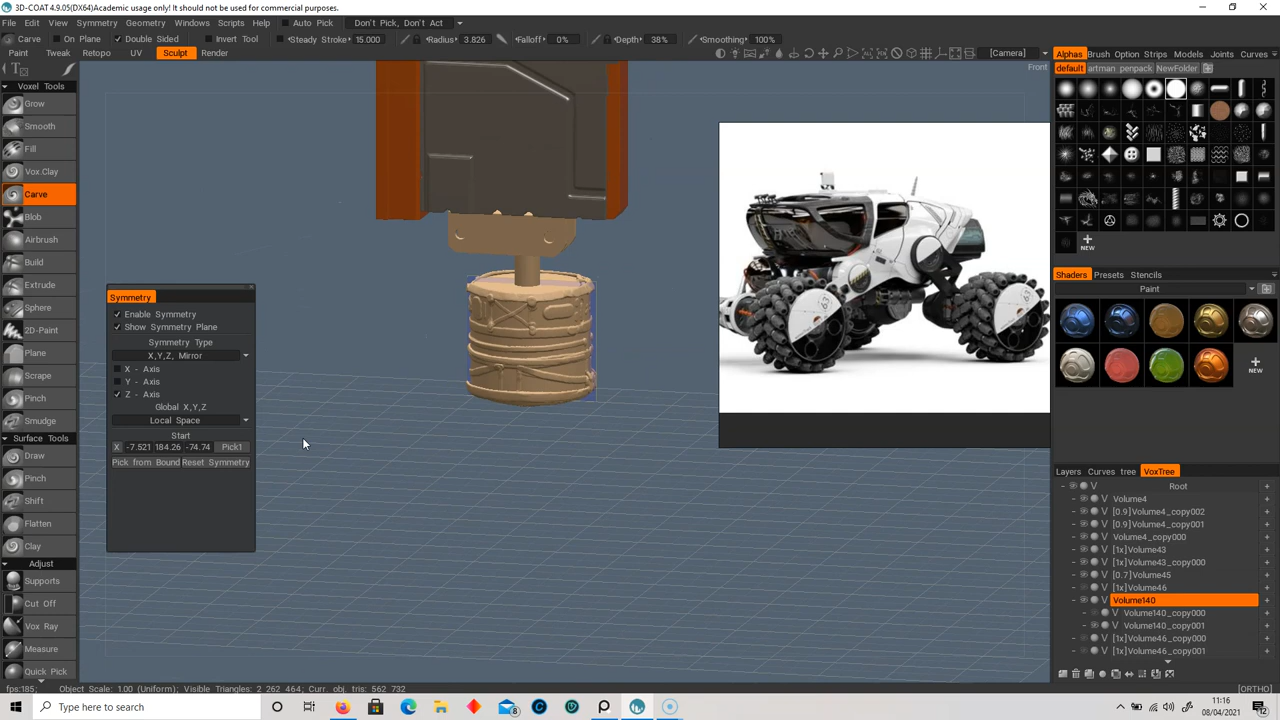 3D-COAT 4.9.05(DX64)Academic usage only! It should not be used for commercial purposes.
File Edit View Symmetry Geometry Windows Scripts Help Auto Pick Don't Pick, Don't Act
Carve On Plane Double Sided Invert Tool Steady Stroke 15.000 Radius 3.826 Falloff 0% Depth 38% Smoothing 100%
Paint Tweak Retopo UV Sculpt Render [Camera] Alphas Brush Option Strips Models Joints Curves
Front
default artman penpack NewFolder
Voxel Tools
Grow
Smooth
Fill
Vox.Clay
Carve
Blob
Airbrush
Build
Extrude
Sphere
2D-Paint
Plane
Scrape
Pinch
Smudge
Surface Tools
Draw
Pinch
Shift
Flatten
Clay
Adjust
Supports
Cut Off
Vox Ray
Measure
Quick Pick
Symmetry
Enable Symmetry
Show Symmetry Plane
Symmetry Type
X,Y,Z, Mirror
X - Axis
Y - Axis
Z - Axis
Global X,Y,Z
Local Space
Start
X -7.521 184.26 -74.74 Pick1
Pick from Bound Reset Symmetry
NEW
Shaders Presets Stencils
Paint
NEW
Layers Curves tree VoxTree
Root
V Volume4
V [0.9]Volume4_copy002
V [0.9]Volume4_copy001
V Volume4_copy000
V [1x]Volume43
V [1x]Volume43_copy000
V [0.7]Volume45
V [1x]Volume46
V Volume140
V Volume140_copy000
V Volume140_copy001
V [1x]Volume46_copy000
V [1x]Volume46_copy001
fps:185; Object Scale: 1.00 (Uniform); Visible Triangles: 2 262 464; Curr. obj. tris: 562 732 [ORTHO]
Type here to search
11:16
08/04/2021